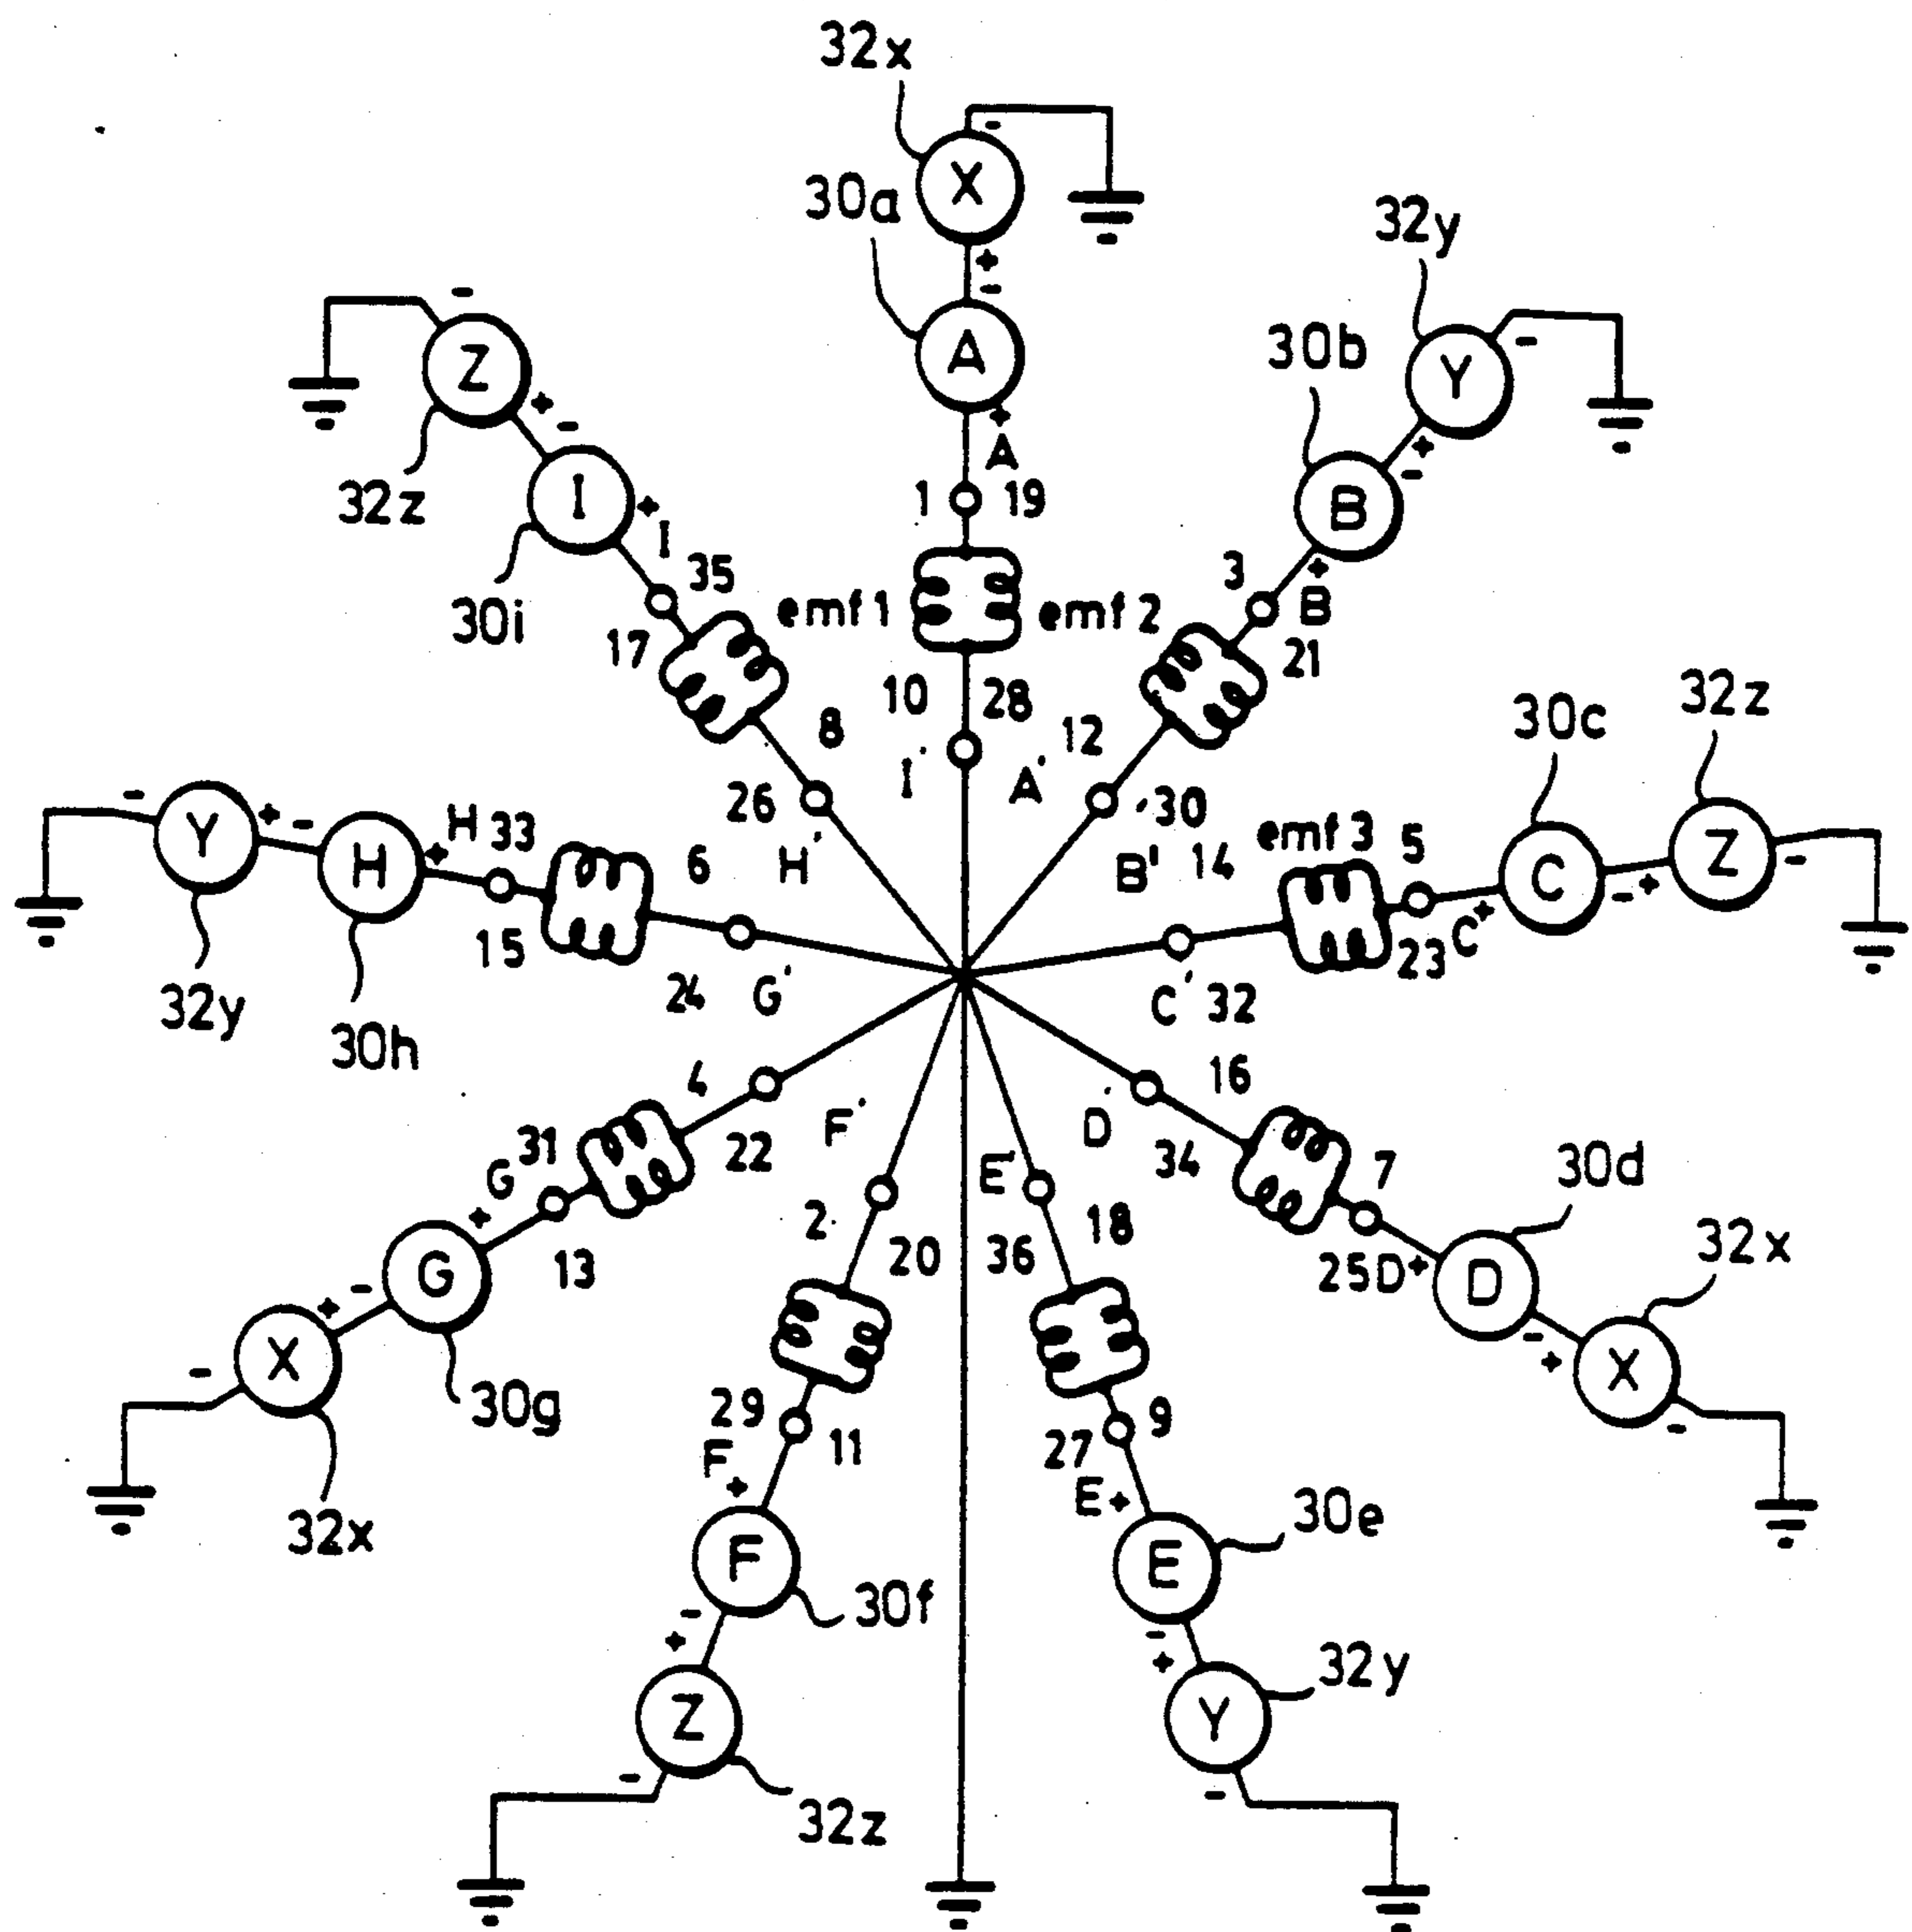 32x
X
-
30a
+
-
A
+
A
1
19
emf 1
emf 2
10
28
I'
A'
32y
Y
-
30b
+
-
B
3
+
B
21
12
30
B'
-
Z
+
-
32z
I
+
I
30i
35
17
8
26
H'
30c
32z
emf 3
5
14
C
- +
Z
-
C+
23
C'
32
-
Y
+ -
H
+
H
33
6
15
24
G'
32y
30h
16
D'
34
7
25
D+
D
30d
-
+
X
32x
-
4
F'
22
31
G
+
13
G
-
+
X
-
30g
32x
2
20
29
11
F
+
F
30f
-
+
Z
-
32z
E'
18
36
9
27
E+
E
30e
-
+
Y
32y
-